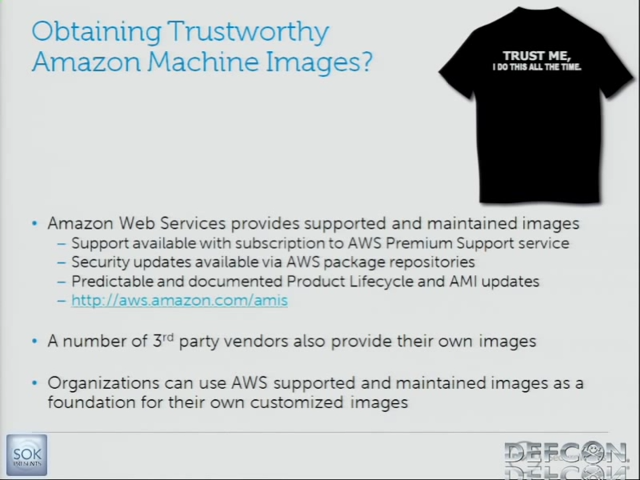 Obtaining Trustworthy
Amazon Machine Images?
TRUST ME,
I DO THIS ALL THE TIME.
• Amazon Web Services provides supported and maintained images
– Support available with subscription to AWS Premium Support service
– Security updates available via AWS package repositories
– Predictable and documented Product Lifecycle and AMI updates
– http://aws.amazon.com/amis
• A number of 3rd party vendors also provide their own images
• Organizations can use AWS supported and maintained images as a
foundation for their own customized images
SOK
PRESENTS
DEFCON